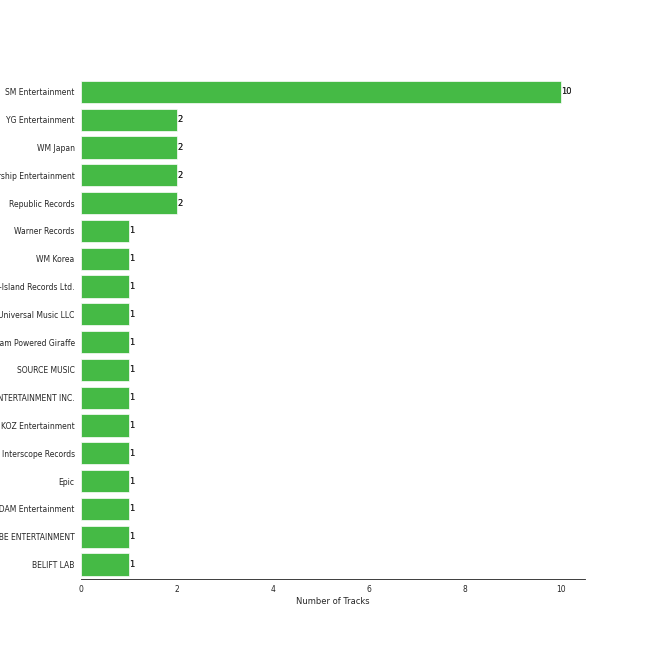 SM Entertainment 10
YG Entertainment 2
WM Japan 2
rship Entertainment 2
Republic Records 2
Warner Records 1
WM Korea 1
-Island Records Ltd. 1
Universal Music LLC 1
am Powered Giraffe 1
SOURCE MUSIC 1
NTERTAINMENT INC. 1
KOZ Entertainment 1
Interscope Records 1
Epic 1
DAM Entertainment 1
BE ENTERTAINMENT 1
BELIFT LAB 1
0 2 4 6 8 10
Number of Tracks